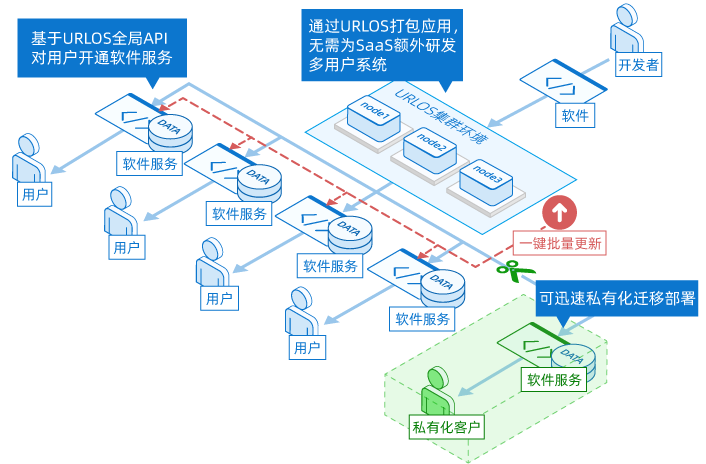 基于URLOS全局API
对用户开通软件服务
通过URLOS打包应用，
无需为SaaS额外研发
多用户系统
开发者
软件
URLOS集群环境
node1
node2
node3
DATA
软件服务
用户
DATA
软件服务
用户
DATA
软件服务
用户
DATA
软件服务
用户
一键批量更新
可迅速私有化迁移部署
DATA
软件服务
私有化客户